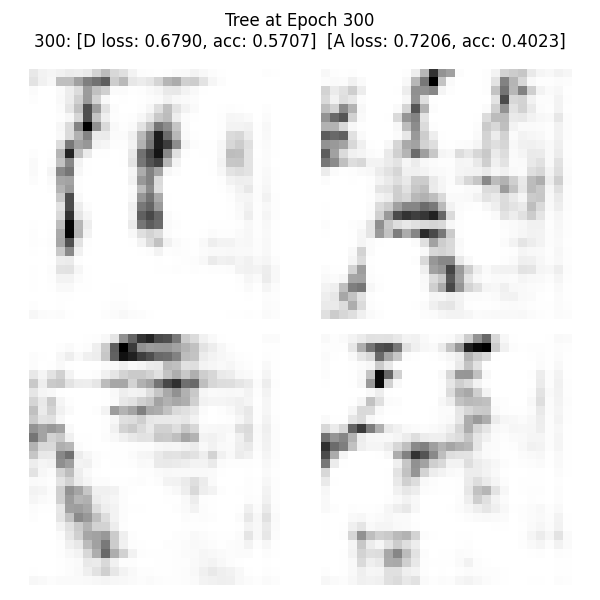 Tree at Epoch 300
300: [D loss: 0.6790, acc: 0.5707]  [A loss: 0.7206, acc: 0.4023]